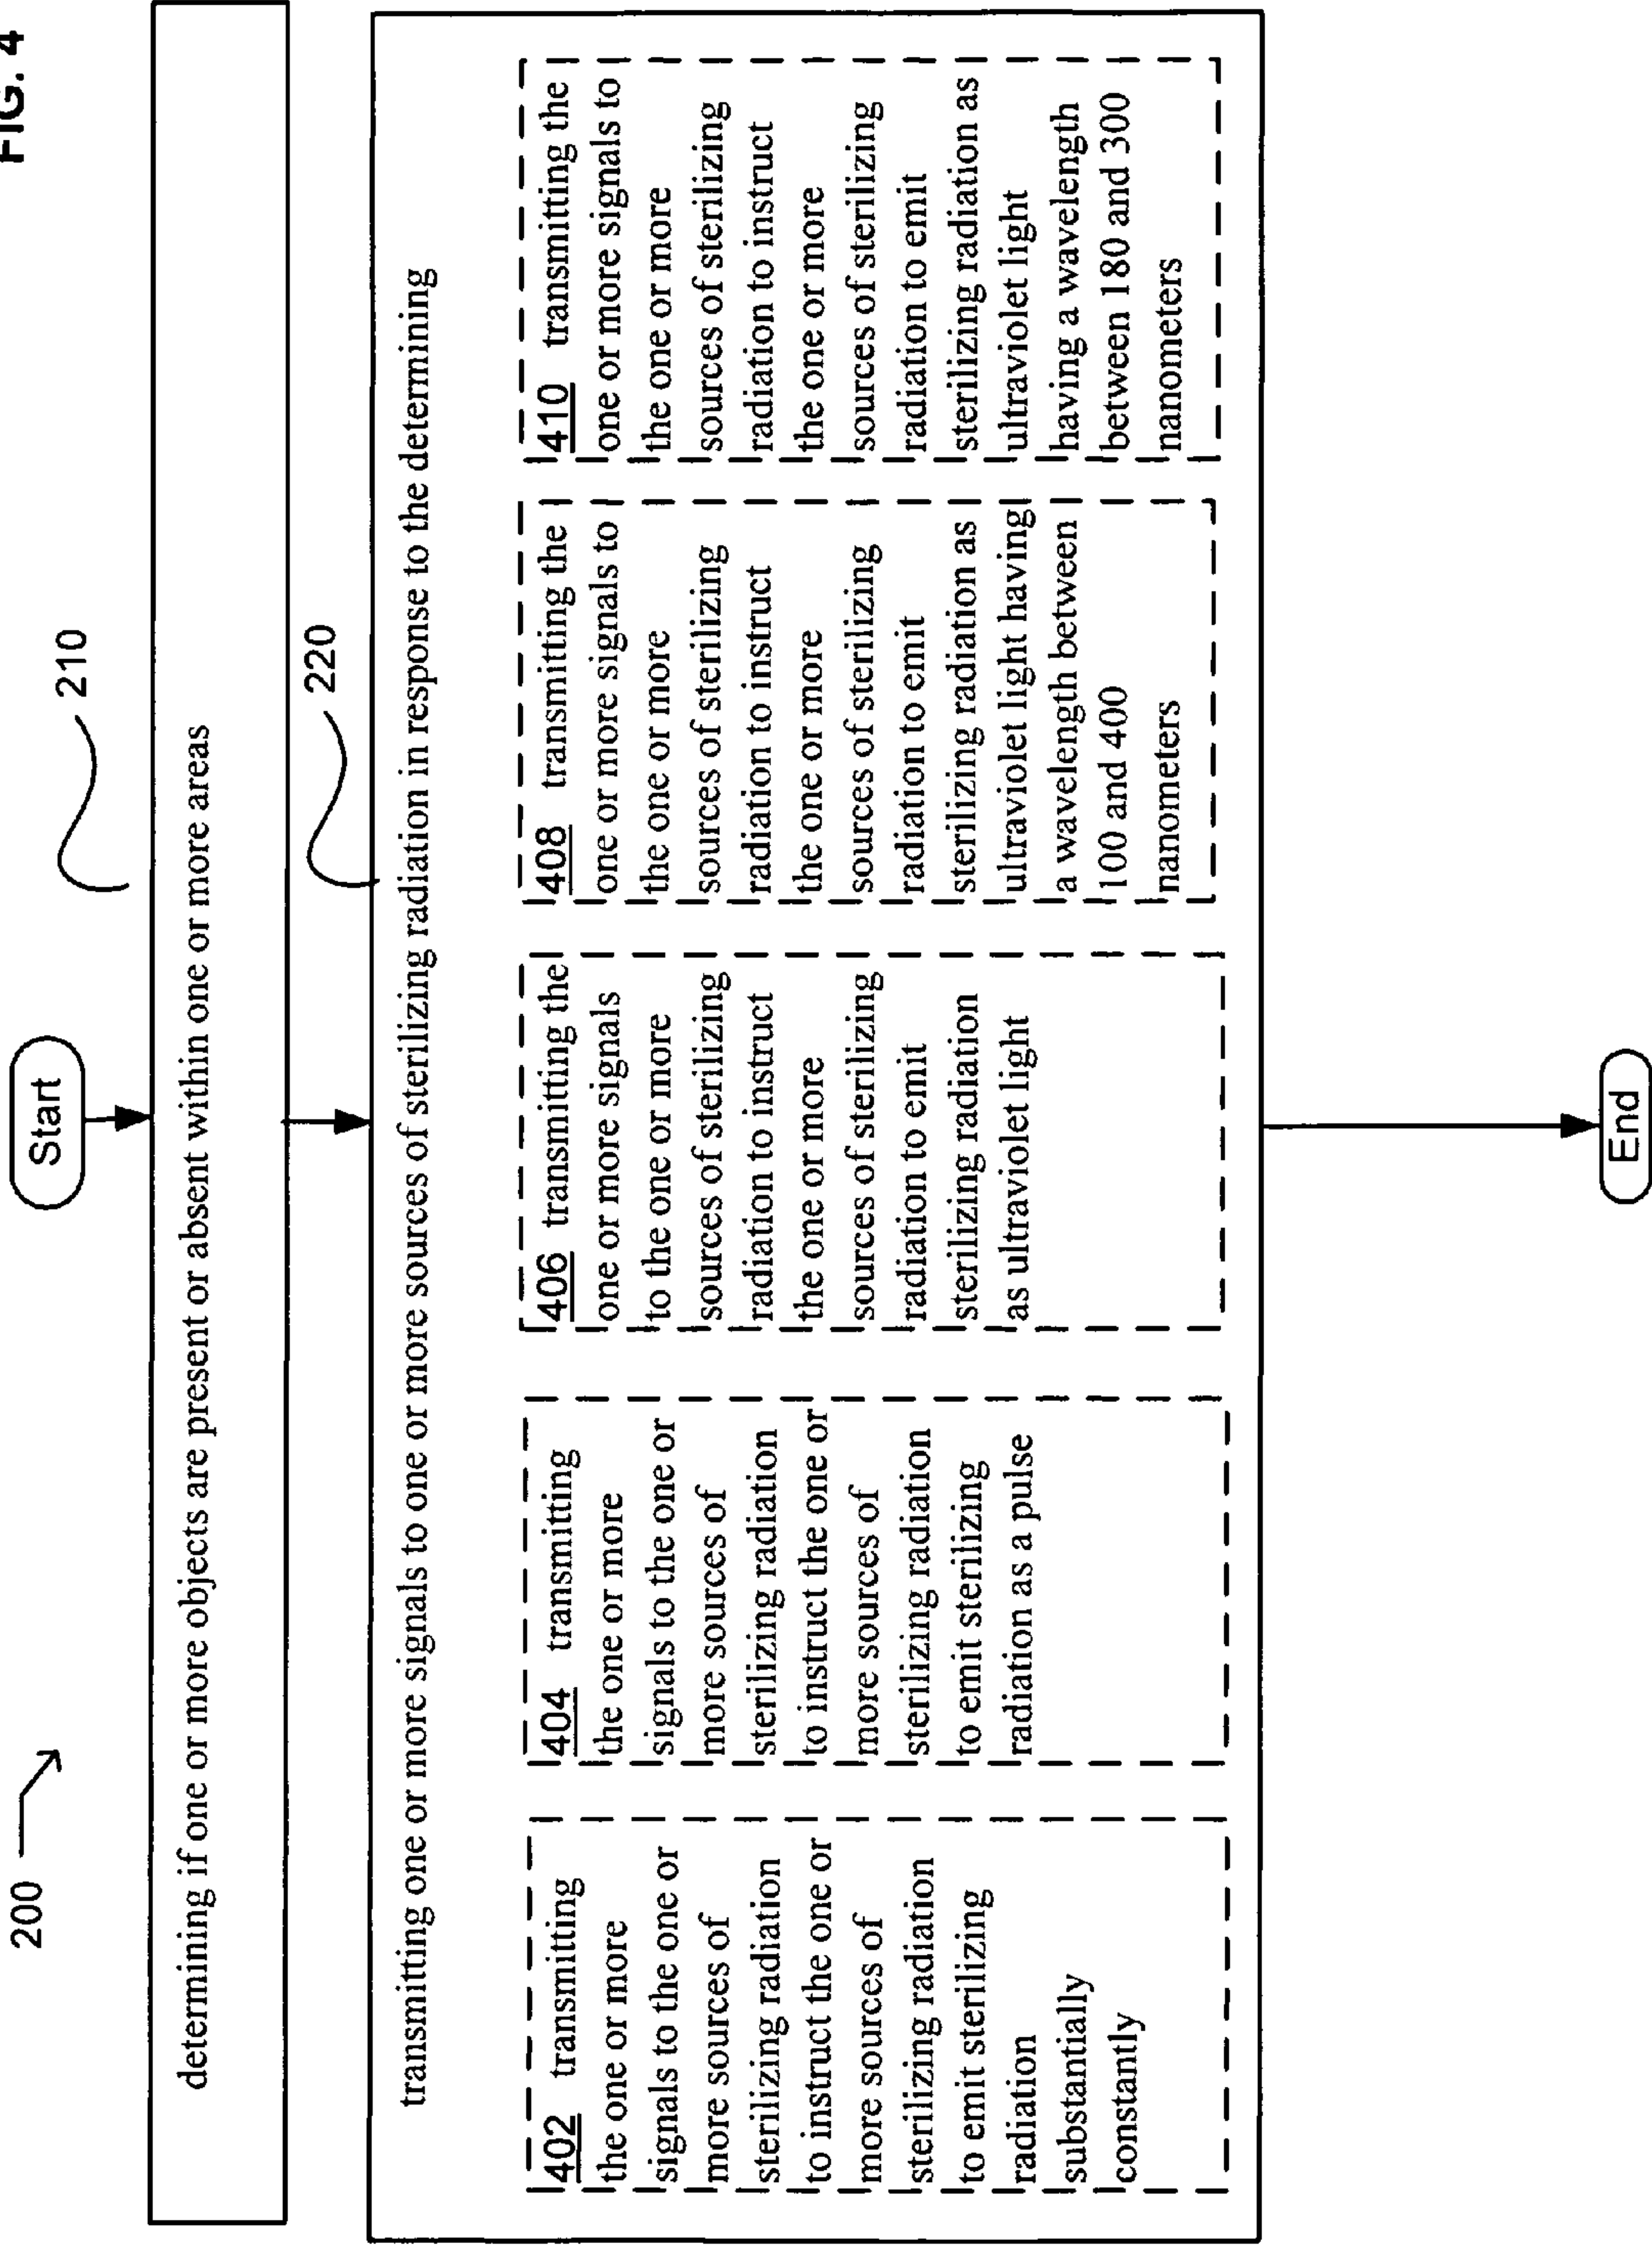 FIG. 4
200
Start
210
determining if one or more objects are present or absent within one or more areas
220
transmitting one or more signals to one or more sources of sterilizing radiation in response to the determining
402 transmitting
the one or more
signals to the one or
more sources of
sterilizing radiation
to instruct the one or
more sources of
sterilizing radiation
to emit sterilizing
radiation
substantially
constantly
404 transmitting
the one or more
signals to the one or
more sources of
sterilizing radiation
to instruct the one or
more sources of
sterilizing radiation
to emit sterilizing
radiation as a pulse
406 transmitting the
one or more signals
to the one or more
sources of sterilizing
radiation to instruct
the one or more
sources of sterilizing
radiation to emit
sterilizing radiation
as ultraviolet light
408 transmitting the
one or more signals to
the one or more
sources of sterilizing
radiation to instruct
the one or more
sources of sterilizing
radiation to emit
sterilizing radiation as
ultraviolet light having
a wavelength between
100 and 400
nanometers
410 transmitting the
one or more signals to
the one or more
sources of sterilizing
radiation to instruct
the one or more
sources of sterilizing
radiation to emit
sterilizing radiation as
ultraviolet light
having a wavelength
between 180 and 300
nanometers
End